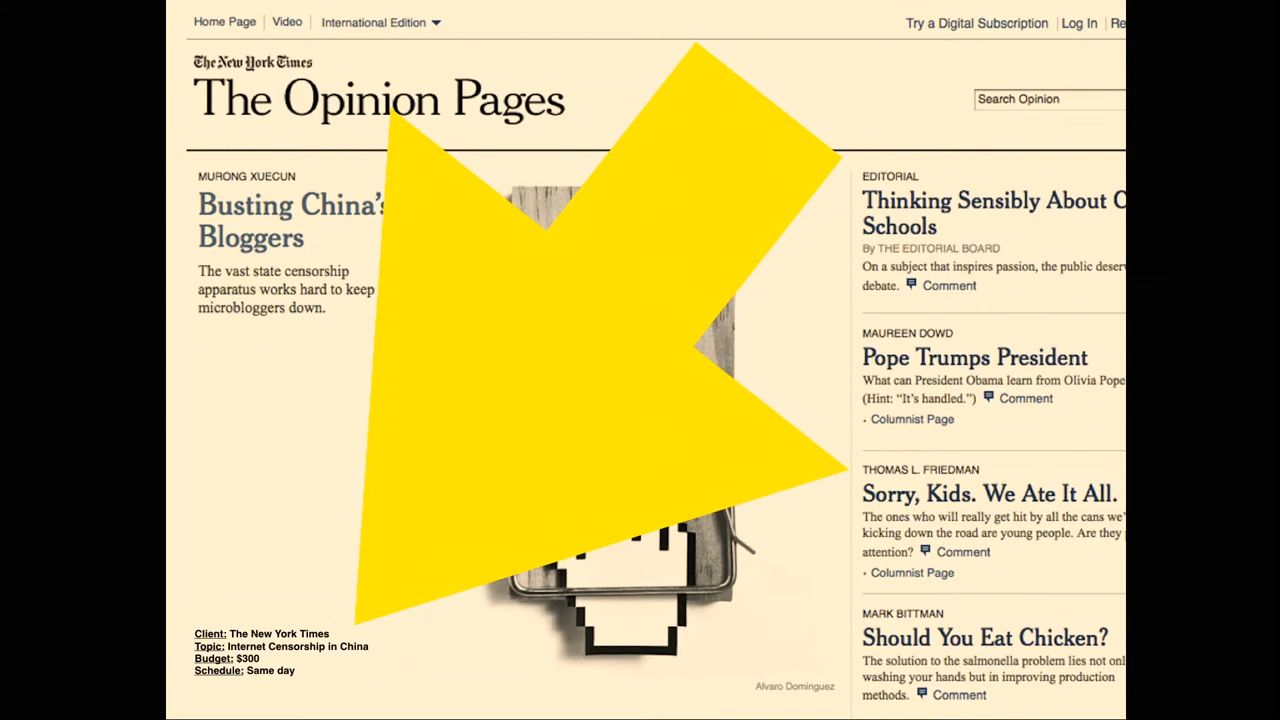 Home Page
Video
International Edition
Try a Digital Subscription
Log In
The New York Times
The Opinion Pages
Search Opinion
MURONG XUECUN
Busting China's
Bloggers
The vast state censorship
apparatus works hard to keep
microbloggers down.
EDITORIAL
Thinking Sensibly About
Schools
By THE EDITORIAL BOARD
On a subject that inspires passion, the public
debate. Comment
MAUREEN DOWD
Pope Trumps President
What can President Obama learn from Olivia Pope
(Hint: “It’s handled.”) Comment
• Columnist Page
THOMAS L. FRIEDMAN
Sorry, Kids. We Ate It All.
The ones who will really get hit by all the cans
kicking down the road are young people. Are they
attention? Comment
• Columnist Page
MARK BITTMAN
Should You Eat Chicken?
The solution to the salmonella problem lies not
washing your hands but in improving production
methods. Comment
Alvaro Dominguez
Client: The New York Times
Topic: Internet Censorship in China
Budget: $300
Schedule: Same day